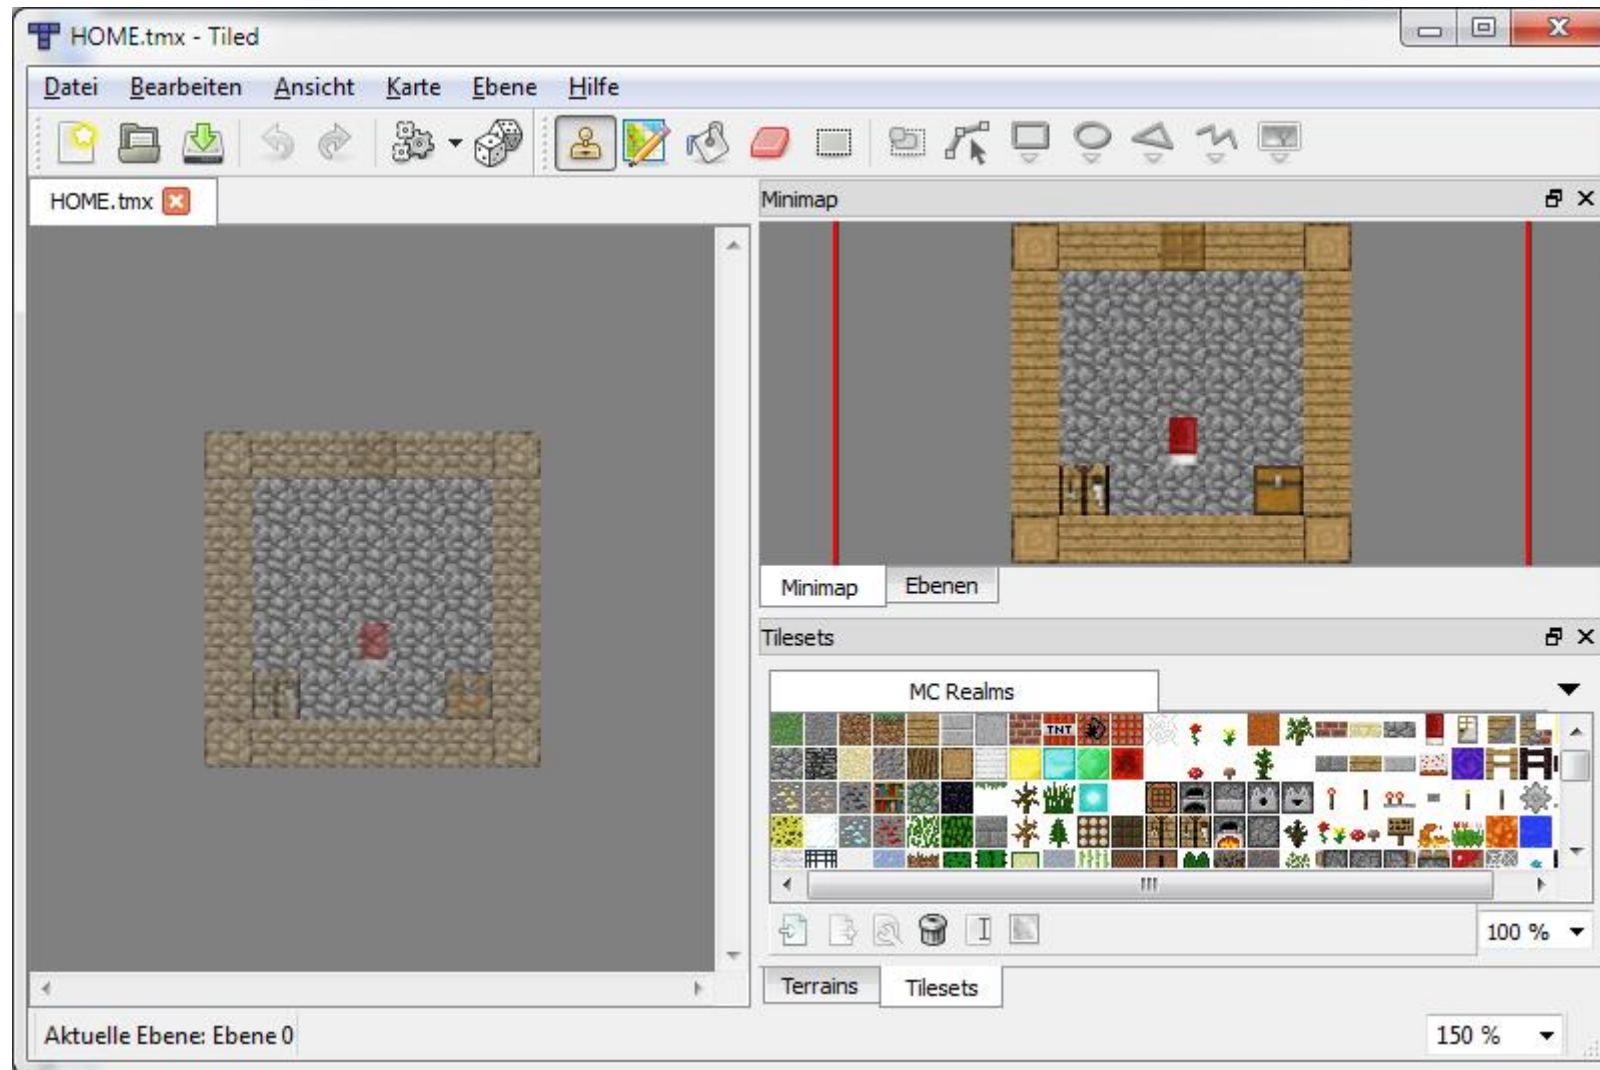 HOME.tmx - Tiled
Datei Bearbeiten Ansicht Karte Ebene Hilfe
HOME.tmx
Minimap
Minimap Ebenen
Tilesets
MC Realms
TNT
100 %
Terrains Tilesets
Aktuelle Ebene: Ebene 0
150 %